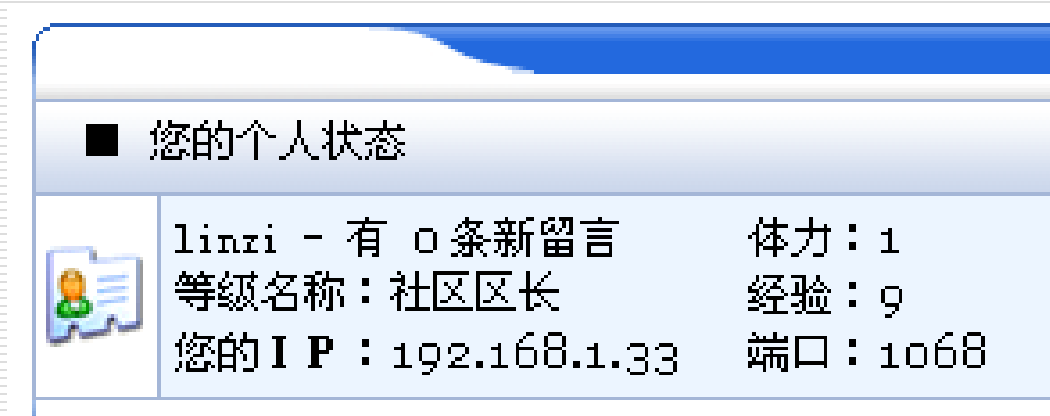 ■ 您的个人状态
linzi - 有 0 条新留言 体力：1
等级名称：社区区长 经验：9
您的IP：192.168.1.33 端口：1068